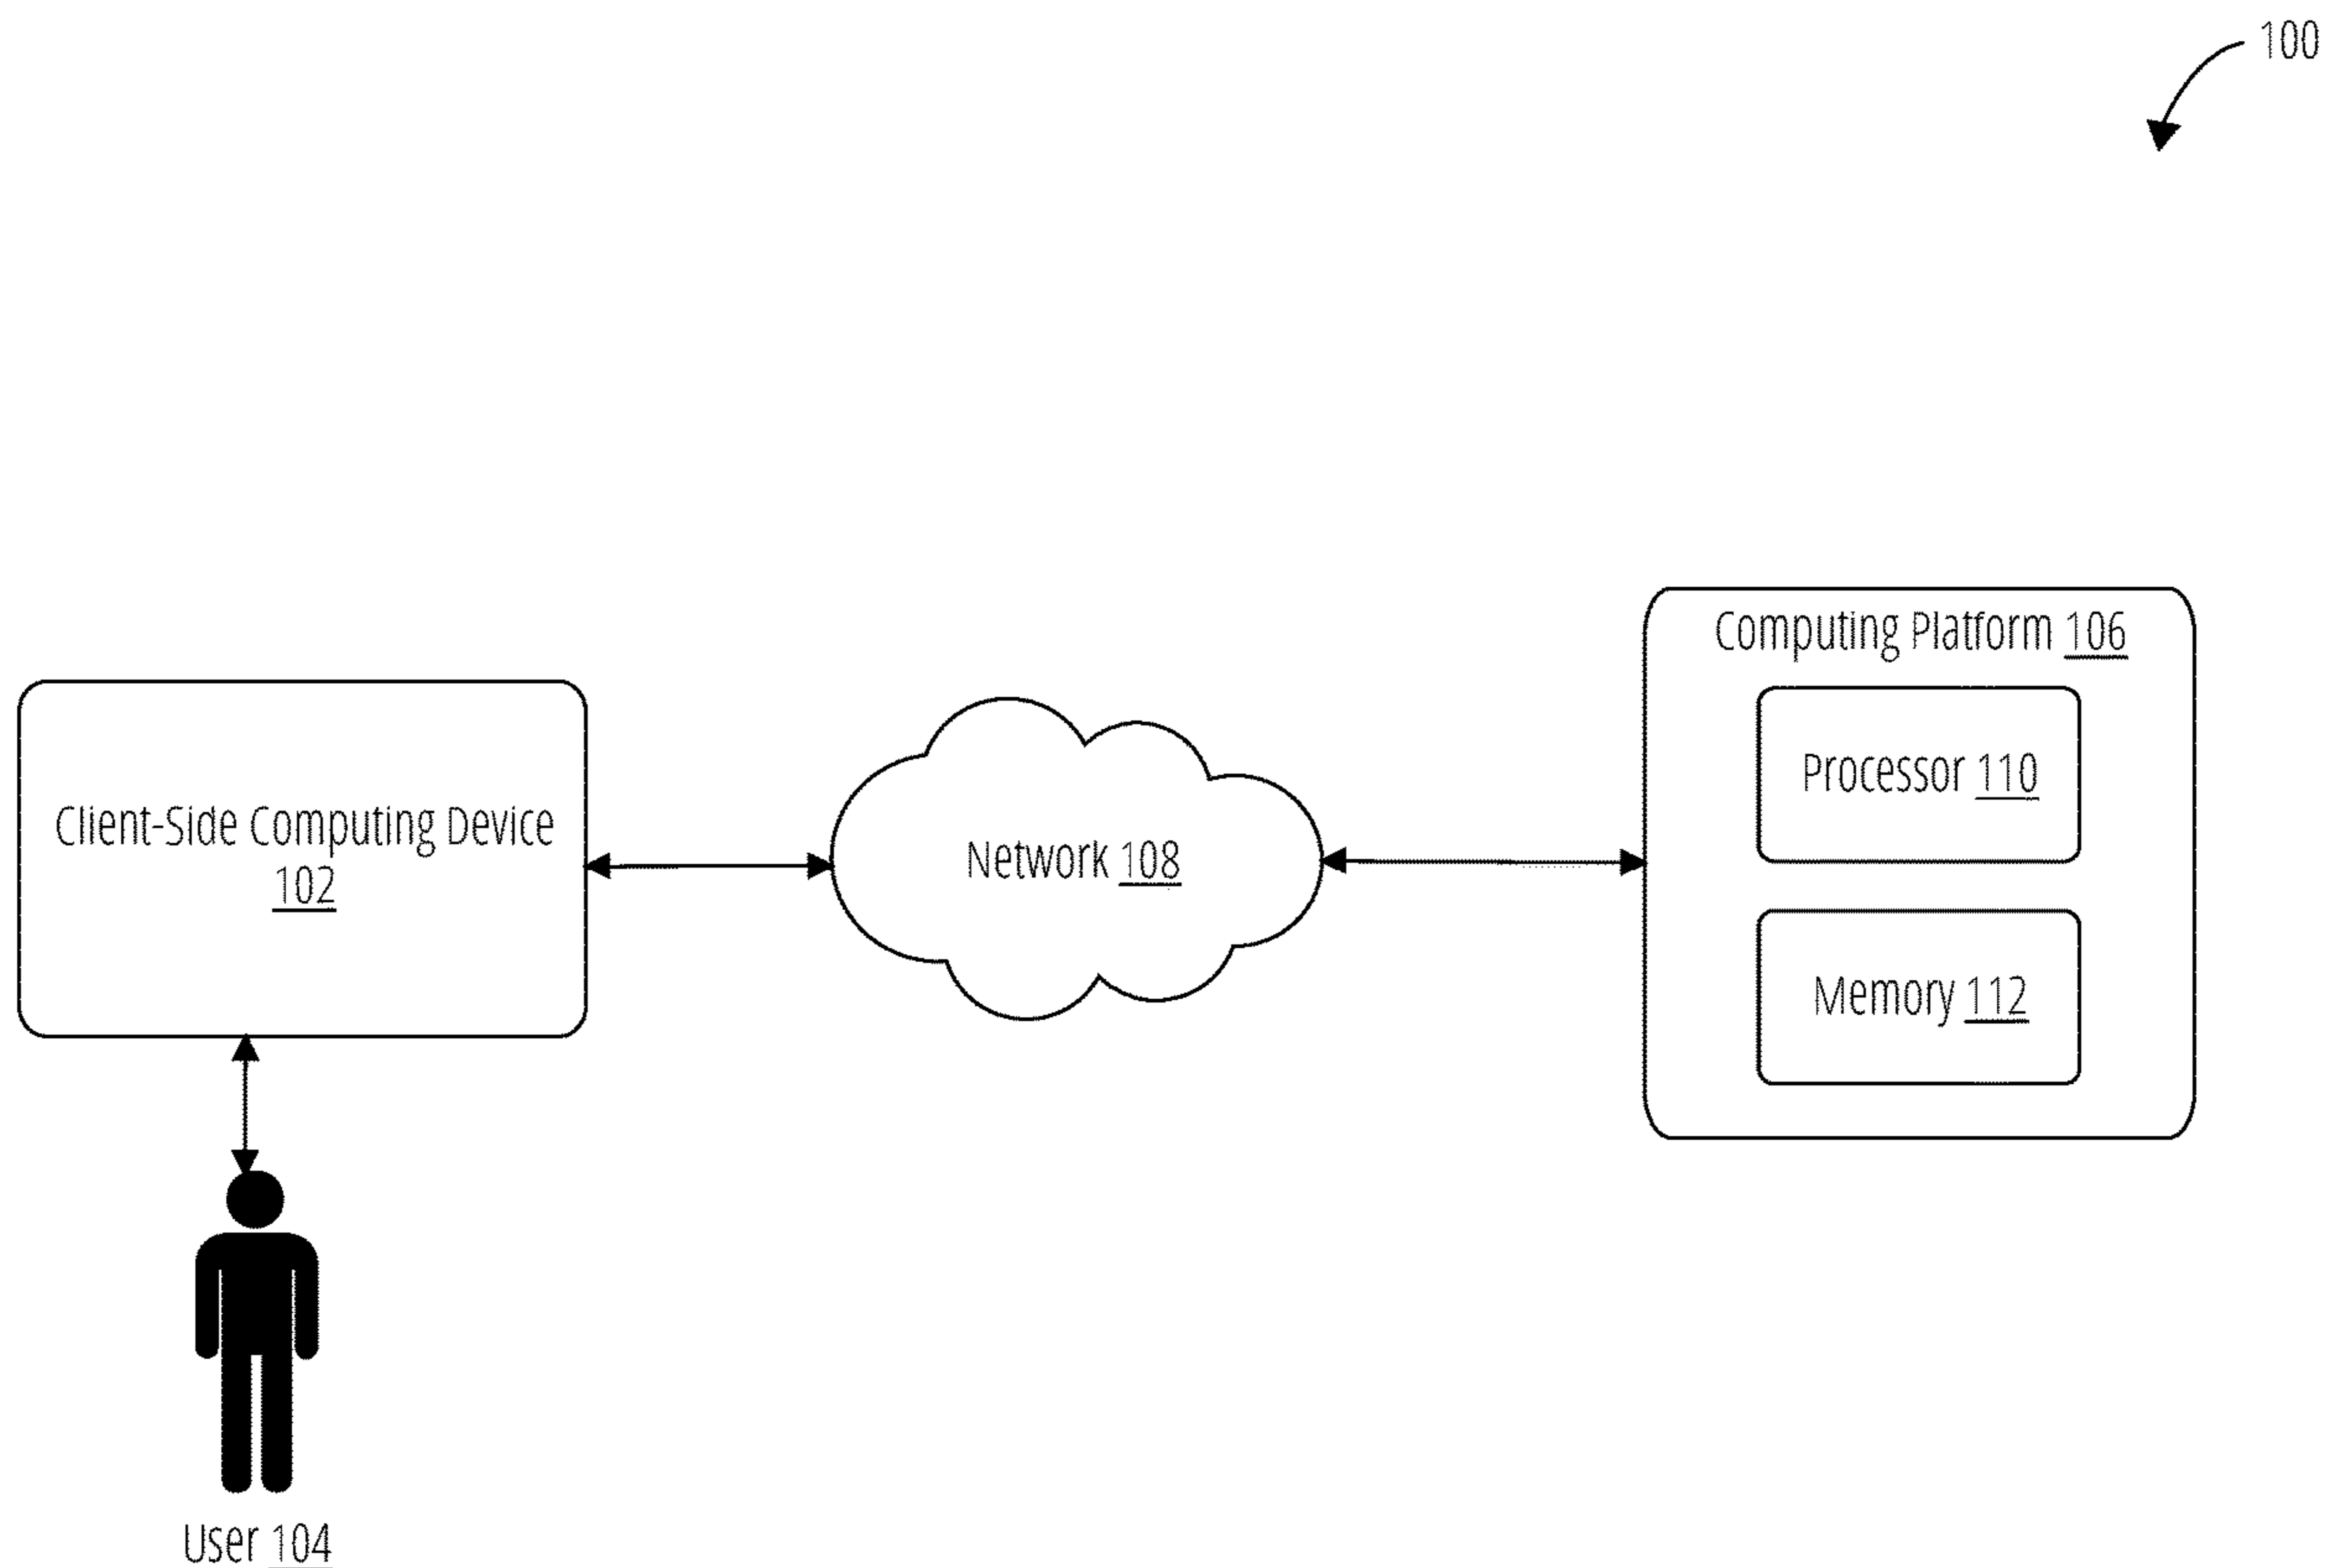 100
Computing Platform 106
Processor 110
Client-Side Computing Device
102
Network 108
Memory 112
User 104